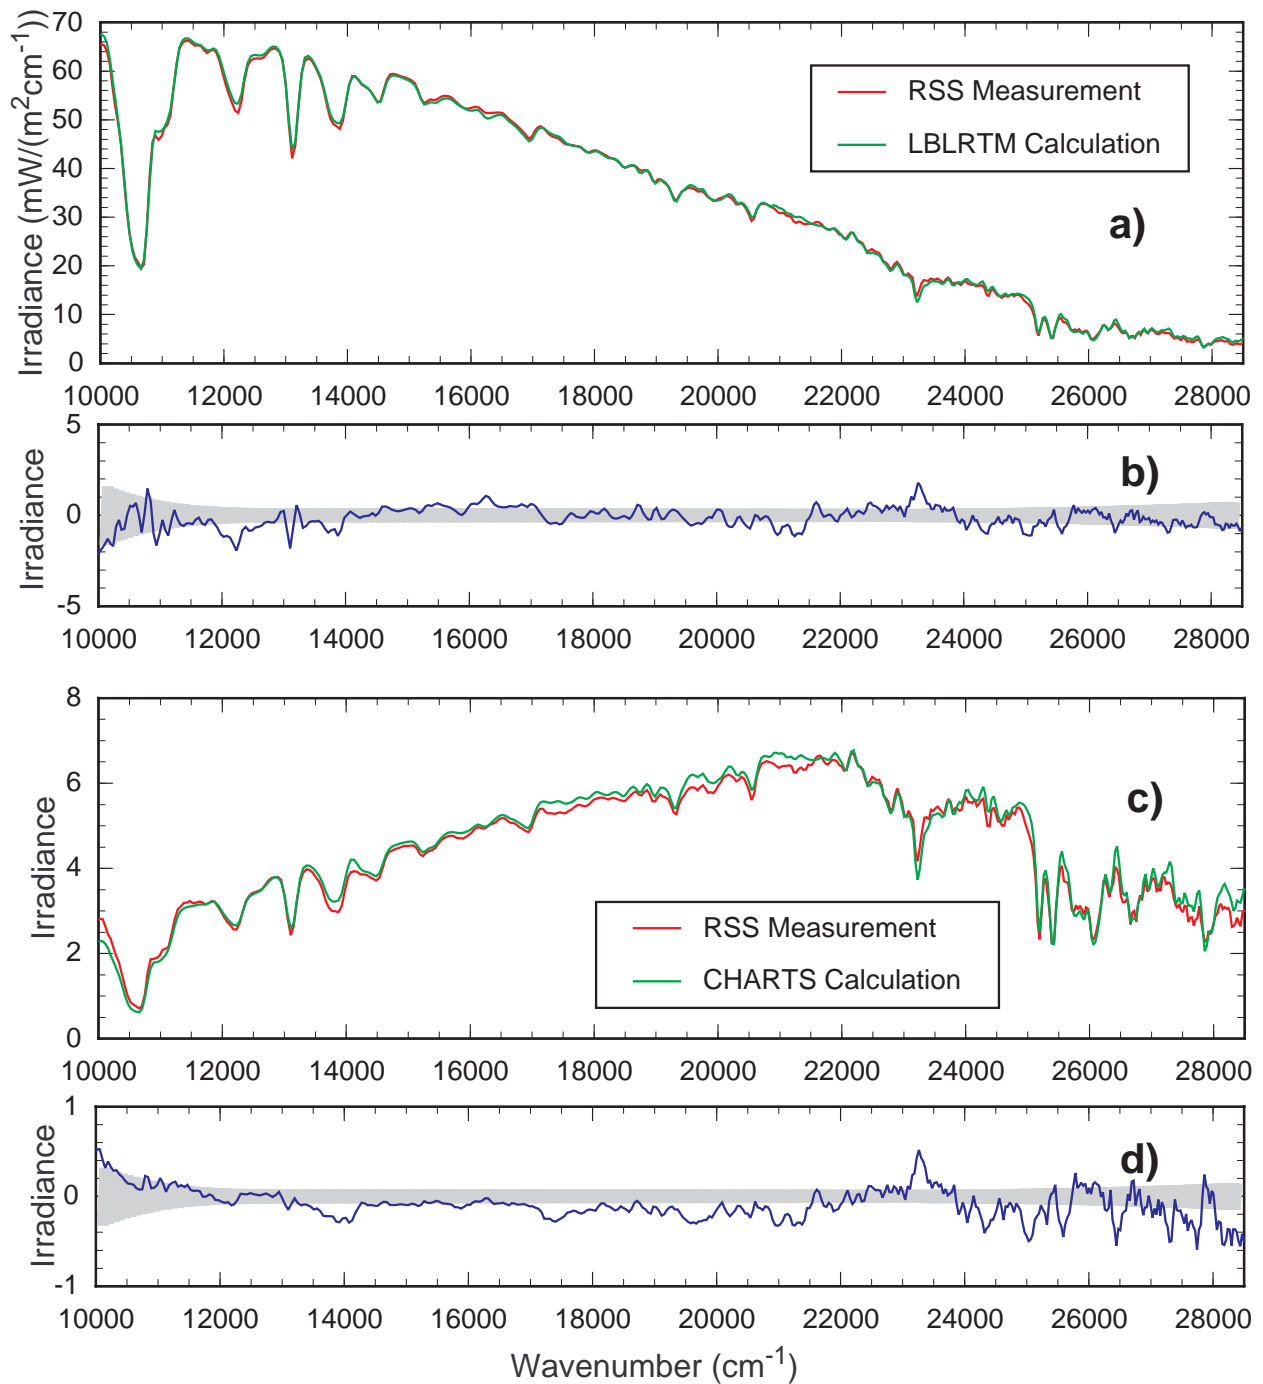 Irradiance (mW/(m²cm⁻¹))
70
60
50
40
30
20
10
0
RSS Measurement
LBLRTM Calculation
a)
10000 12000 14000 16000 18000 20000 22000 24000 26000 28000
Irradiance
5
0
-5
b)
10000 12000 14000 16000 18000 20000 22000 24000 26000 28000
Irradiance
8
6
4
2
0
c)
RSS Measurement
CHARTS Calculation
10000 12000 14000 16000 18000 20000 22000 24000 26000 28000
Irradiance
1
0
-1
d)
10000 12000 14000 16000 18000 20000 22000 24000 26000 28000
Wavenumber (cm⁻¹)